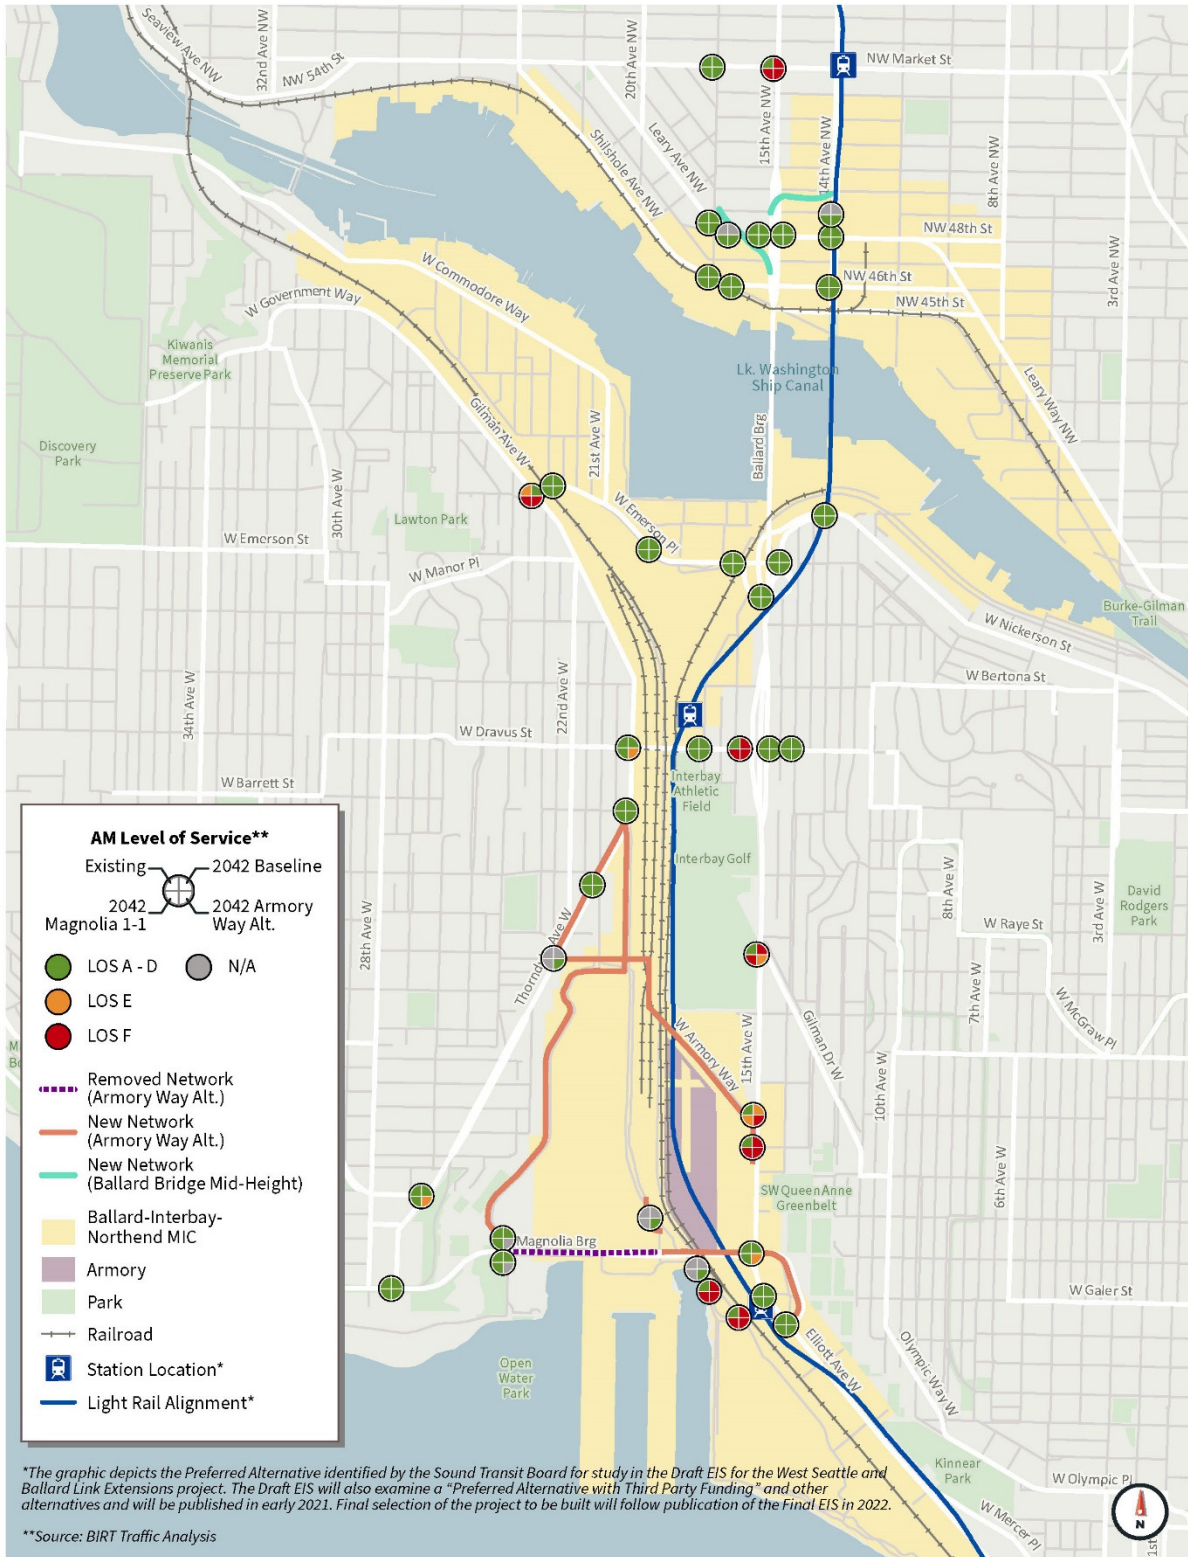 Seaview Ave NW
32nd Ave NW
NW 54th St
20th Ave NW
Leary Ave NW
Shilshole Ave NW
15th Ave NW
14th Ave NW
NW Market St
8th Ave NW
3rd Ave NW
NW 48th St
NW 46th St
NW 45th St
Leary Way NW
W Commodore Way
W Government Way
Kiwanis
Memorial
Preserve Park
Lk. Washington
Ship Canal
Ballard Brg
Discovery
Park
Gilman Ave W
21st Ave W
30th Ave W
Lawton Park
W Emerson Pl
W Emerson St
W Manor Pl
Burke-Gilman
Trail
W Nickerson St
W Bertona St
34th Ave W
22nd Ave W
W Dravus St
W Barrett St
Interbay
Athletic
Field
Interbay Golf
8th Ave W
3rd Ave W
David
Rodgers
Park
W Raye St
28th Ave W
Ave W
7th Ave W
W McGraw Pl
Gilman Dr W
W Armory Way
15th Ave W
10th Ave W
6th Ave W
SW Queen Anne
Greenbelt
Magnolia Brg
W Galer St
Elliott Ave W
Olympic Way W
Open
Water
Park
Kinnear
Park
W Olympic Pl
W Mercer Pl
N
AM Level of Service**
Existing
2042 Baseline
2042
Magnolia 1-1
2042 Armory
Way Alt.
LOS A - D
N/A
LOS E
LOS F
Removed Network
(Armory Way Alt.)
New Network
(Armory Way Alt.)
New Network
(Ballard Bridge Mid-Height)
Ballard-Interbay-
Northend MIC
Armory
Park
Railroad
Station Location*
Light Rail Alignment*
*The graphic depicts the Preferred Alternative identified by the Sound Transit Board for study in the Draft EIS for the West Seattle and
Ballard Link Extensions project. The Draft EIS will also examine a “Preferred Alternative with Third Party Funding” and other
alternatives and will be published in early 2021. Final selection of the project to be built will follow publication of the Final EIS in 2022.
**Source: BIRT Traffic Analysis